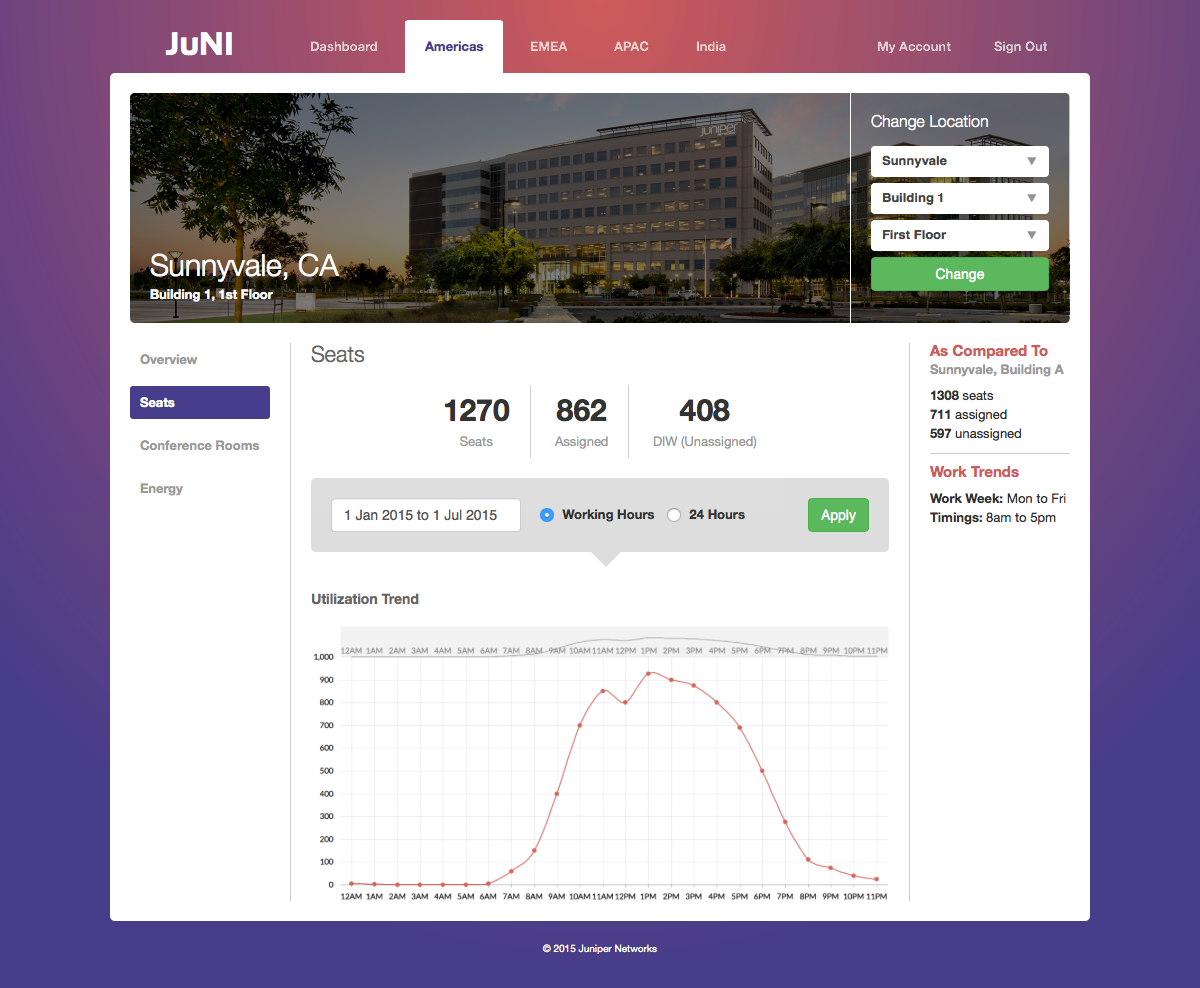 JuNI
Dashboard
Americas
EMEA
APAC
India
My Account
Sign Out
juniper
Change Location
Sunnyvale
Building 1
First Floor
Change
Sunnyvale, CA
Building 1, 1st Floor
Overview
Seats
Conference Rooms
Energy
Seats
1270
Seats
862
Assigned
408
DIW (Unassigned)
1 Jan 2015 to 1 Jul 2015
Working Hours
24 Hours
Apply
Utilization Trend
12AM 1AM 2AM 3AM 4AM 5AM 6AM 7AM 8AM 9AM 10AM 11AM 12PM 1PM 2PM 3PM 4PM 5PM 6PM 7PM 8PM 9PM 10PM 11PM
1,000
900
800
700
600
500
400
300
200
100
0
12AM 1AM 2AM 3AM 4AM 5AM 6AM 7AM 8AM 9AM 10AM 11AM 12PM 1PM 2PM 3PM 4PM 5PM 6PM 7PM 8PM 9PM 10PM 11PM
As Compared To
Sunnyvale, Building A
1308 seats
711 assigned
597 unassigned
Work Trends
Work Week: Mon to Fri
Timings: 8am to 5pm
© 2015 Juniper Networks